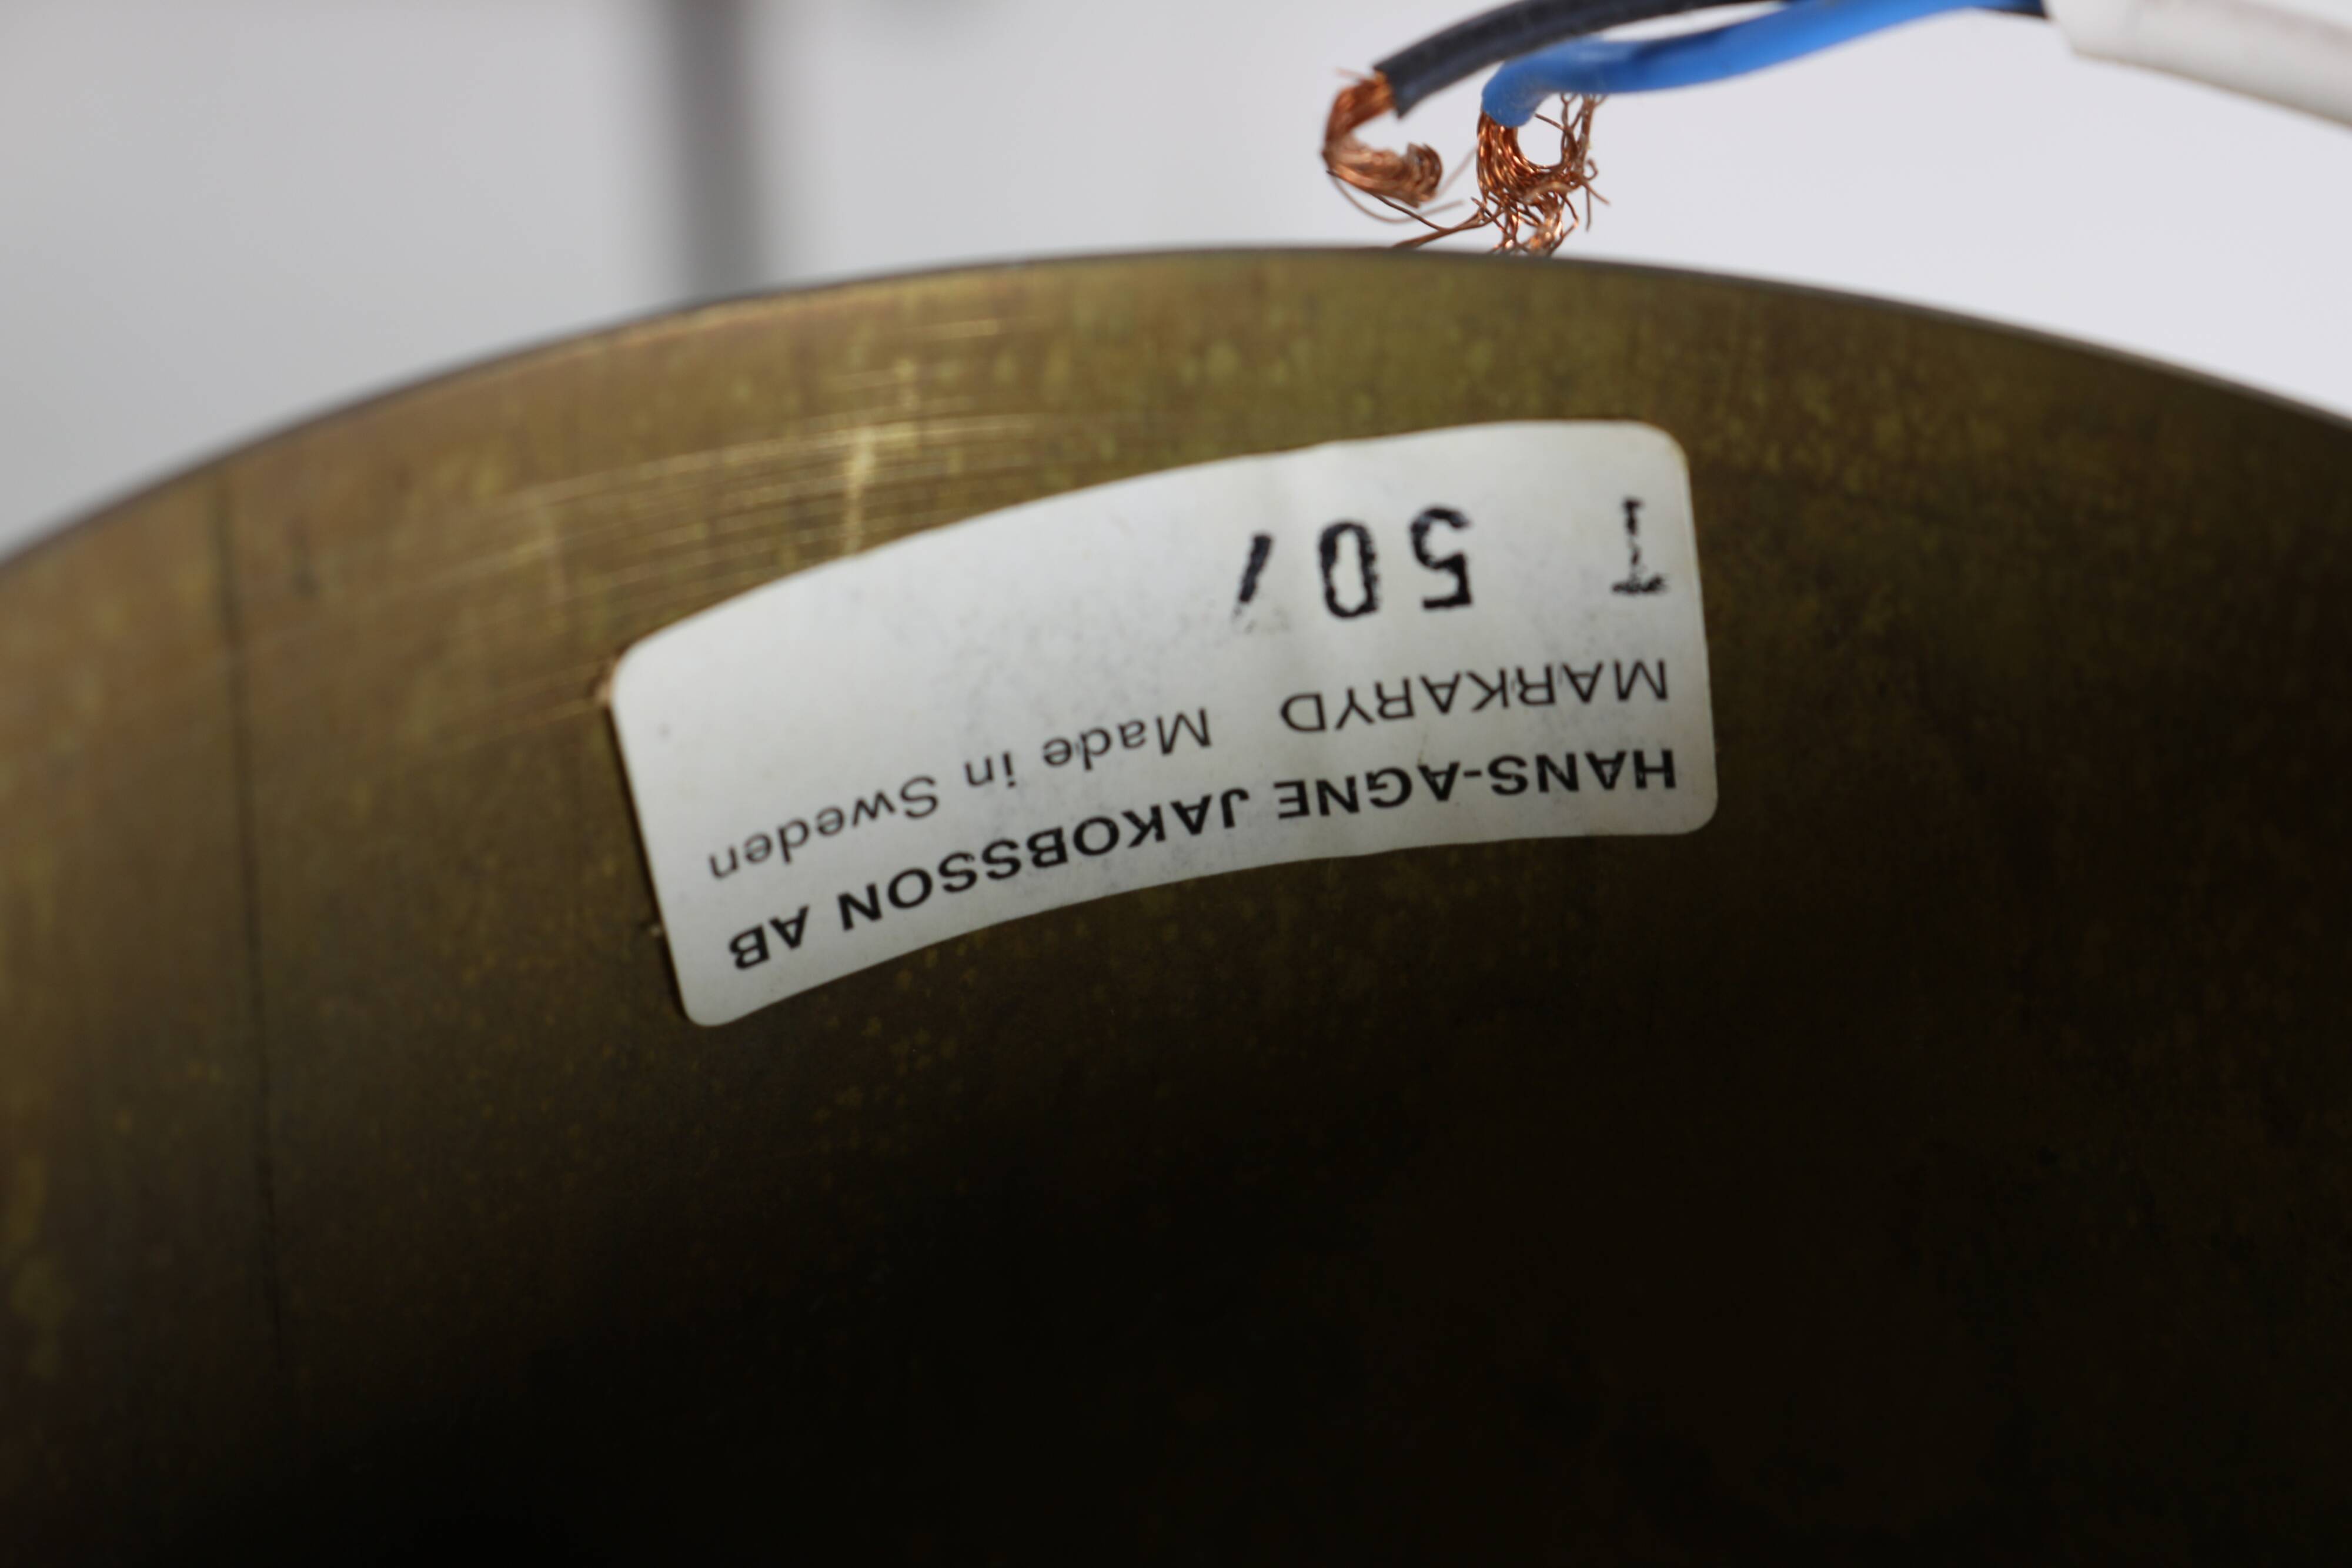 HANS-AGNE JAKOBSSON AB
MARKARYD Made in Sweden
T 50/